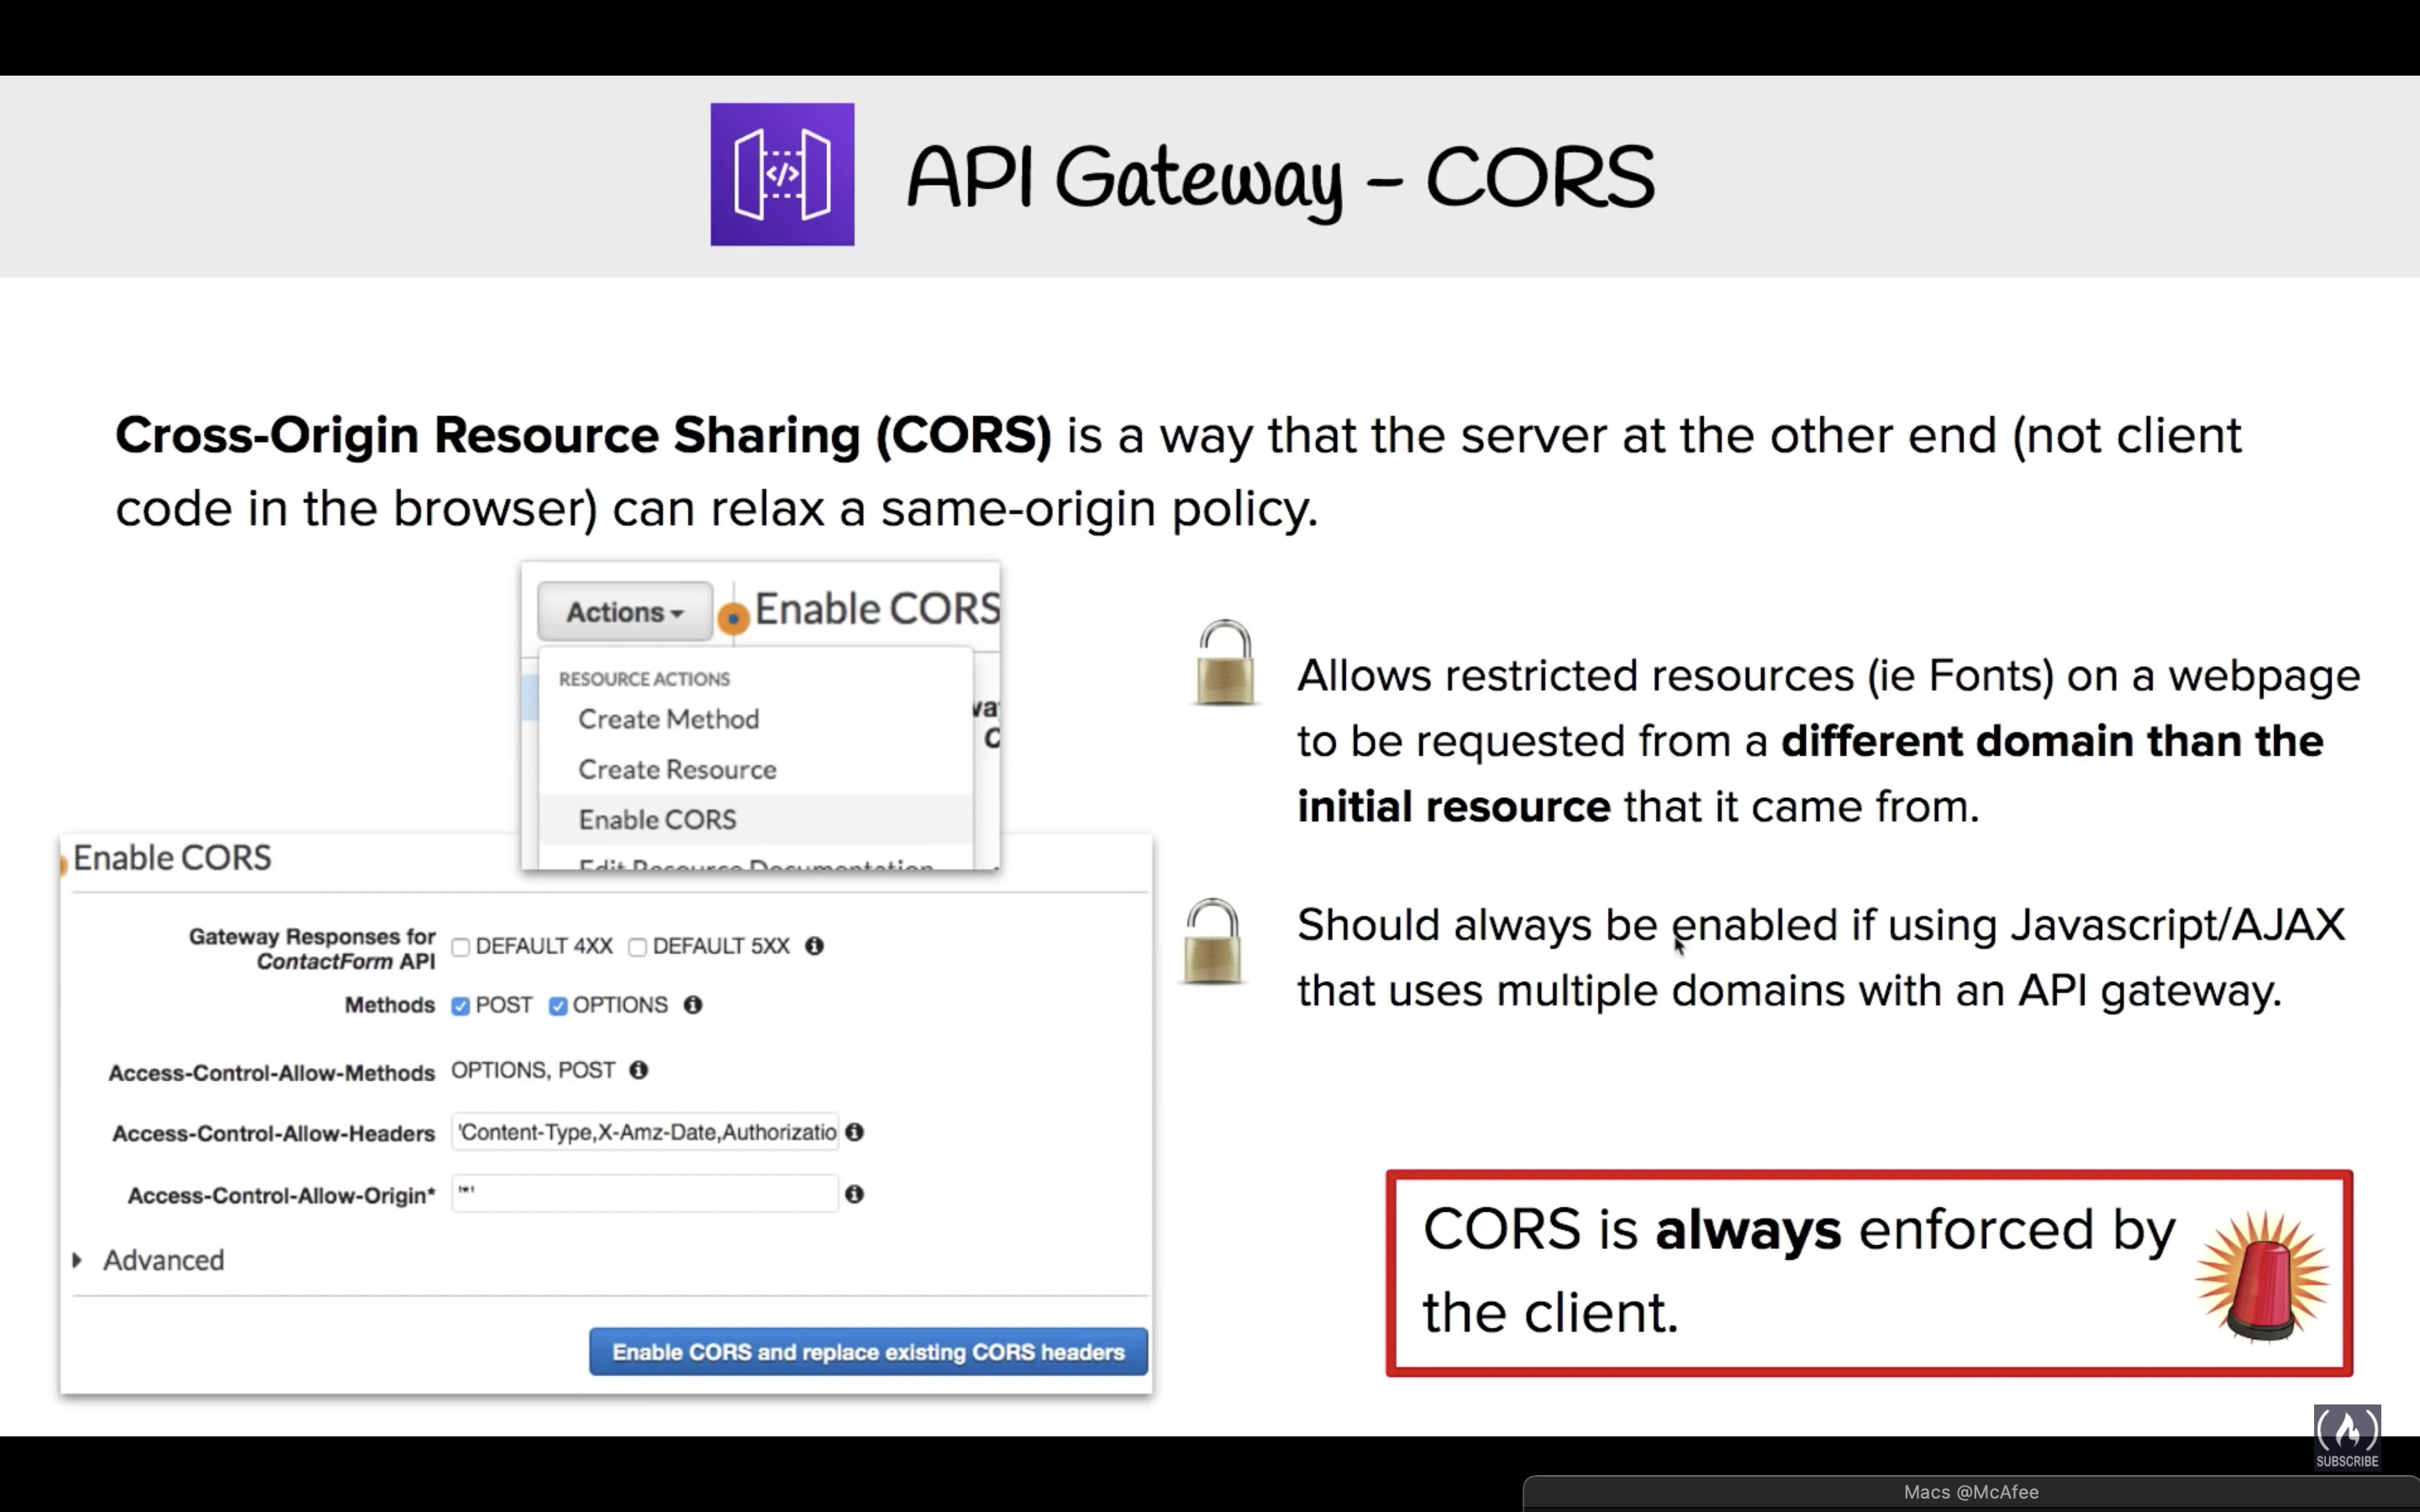 API Gateway – CORS
Cross-Origin Resource Sharing (CORS) is a way that the server at the other end (not client
code in the browser) can relax a same-origin policy.
Actions
Enable CORS
RESOURCE ACTIONS
Create Method
Create Resource
Enable CORS
Edit Resource Documentation
Enable CORS
Gateway Responses for
ContactForm API
DEFAULT 4XX DEFAULT 5XX
Methods POST OPTIONS
Access-Control-Allow-Methods OPTIONS, POST
Access-Control-Allow-Headers 'Content-Type,X-Amz-Date,Authorizatio
Access-Control-Allow-Origin* '*'
Advanced
Enable CORS and replace existing CORS headers
Allows restricted resources (ie Fonts) on a webpage
to be requested from a different domain than the
initial resource that it came from.
Should always be enabled if using Javascript/AJAX
that uses multiple domains with an API gateway.
CORS is always enforced by
the client.
SUBSCRIBE
Macs @McAfee